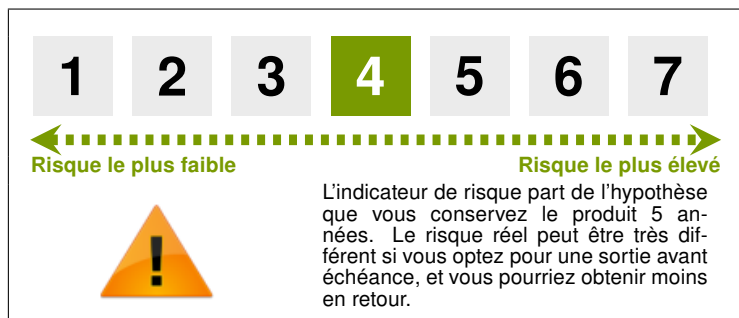 1 2 3 4 5 6 7
Risque le plus faible Risque le plus élevé
L'indicateur de risque part de l'hypothèse
que vous conservez le produit 5 an-
nées. Le risque réel peut être très dif-
férent si vous optez pour une sortie avant
échéance, et vous pourriez obtenir moins
en retour.